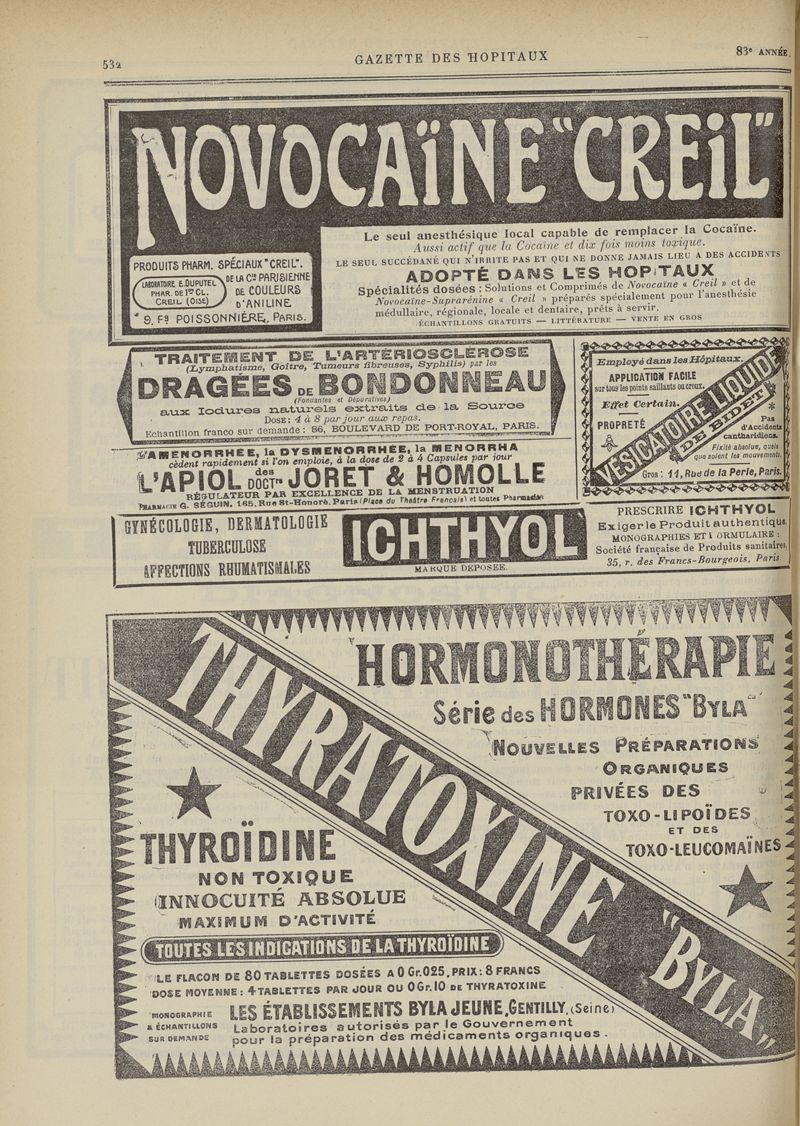 532
GAZETTE DES HOPITAUX
83e ANNÉE
NOVOCAÏNE "CREIL"
PRODUITS PHARM. SPÉCIAUX "CREIL".
LABORATOIRE E. DUPUTEL
PHAR. DE 1re CL.
CREIL (OISE)
DE LA Cie PARISIENNE
DE COULEURS
D'ANILINE
9, Fg POISSONNIÈRE, PARIS.
Le seul anesthésique local capable de remplacer la Cocaïne.
Aussi actif que la Cocaïne et dix fois moins toxique.
LE SEUL SUCCÉDANÉ QUI N'IRRITE PAS ET QUI NE DONNE JAMAIS LIEU A DES ACCIDENTS
ADOPTÉ DANS LES HOPITAUX
Spécialités dosées : Solutions et Comprimés de Novocaïne « Creil » et de
Novocaïne-Suprarénine « Creil » préparés spécialement pour l'anesthésie
médullaire, régionale, locale et dentaire, prêts à servir.
ÉCHANTILLONS GRATUITS — LITTÉRATURE — VENTE EN GROS
TRAITEMENT DE L'ARTÉRIOSCLÉROSE
(Lymphatisme, Goître, Tumeurs fibreuses, Syphilis) par les
DRAGÉES DE BONDONNEAU
(Fondantes et Dépuratives)
aux Iodures naturels extraits de la Source
DOSE: 4 à 8 par jour aux repas.
Echantillon franco sur demande : 86, BOULEVARD DE PORT-ROYAL, PARIS.
L'AMENORRHÉE, la DYSMENORRHÉE, la MENORRHA
cèdent rapidement si l'on emploie, à la dose de 2 à 4 Capsules par jour
L'APIOL des DOCTrs JORET & HOMOLLE
RÉGULATEUR PAR EXCELLENCE DE LA MENSTRUATION
PHARMACIE G. SÉGUIN, 165, Rue St-Honoré, Paris (Place du Théâtre Français) et toutes Pharmacies
Employé dans les Hôpitaux.
APPLICATION FACILE
sur tous les points saillants ou creux.
Effet Certain.
PROPRETÉ
VÉSICATOIRE LIQUIDE
DE BIDET
Pas
d'Accidents
cantharidiens.
Fixité absolue, quels
que soient les mouvements.
Gros : 11, Rue de la Perle, Paris.
GYNÉCOLOGIE, DERMATOLOGIE
TUBERCULOSE
AFFECTIONS RHUMATISMALES
ICHTHYOL
MARQUE DÉPOSÉE.
PRESCRIRE ICHTHYOL
Exiger le Produit authentique
MONOGRAPHIES ET FORMULAIRE :
Société française de Produits sanitaires,
35, r. des Francs-Bourgeois, Paris
HORMONOTHÉRAPIE
Série des HORMONES "BYLA"
NOUVELLES PRÉPARATIONS
ORGANIQUES
PRIVÉES DES
TOXO-LIPOÏDES
ET DES
TOXO-LEUCOMAÏNES
THYRATOXINE "BYLA"
THYROÏDINE
NON TOXIQUE
INNOCUITÉ ABSOLUE
MAXIMUM D'ACTIVITÉ
TOUTES LES INDICATIONS DE LA THYROÏDINE
LE FLACON DE 80 TABLETTES DOSÉES A 0 Gr.025, PRIX: 8 FRANCS
DOSE MOYENNE : 4 TABLETTES PAR JOUR OU 0Gr.10 DE THYRATOXINE
MONOGRAPHIE
& ÉCHANTILLONS
SUR DEMANDE
LES ÉTABLISSEMENTS BYLA JEUNE, GENTILLY, (Seine)
Laboratoires autorisés par le Gouvernement
pour la préparation des médicaments organiques.